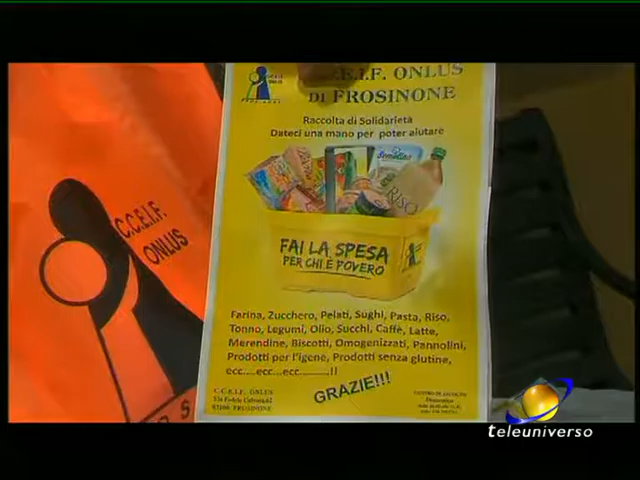 C.C.E.I.F. ONLUS
DI FROSINONE
Raccolta di Solidarietà
Dateci una mano per poter aiutare
Semolino
RISO
FAI LA SPESA
PER CHI È POVERO
Farina, Zucchero, Pelati, Sughi, Pasta, Riso,
Tonno, Legumi, Olio, Succhi, Caffè, Latte,
Merendine, Biscotti, Omogenizzati, Pannolini,
Prodotti per l'igene, Prodotti senza glutine,
ecc.....ecc...ecc..........!!
GRAZIE!!!
C.C.E.I.F. ONLUS
FROSINONE
C.C.E.I.F.
ONLUS
teleuniverso